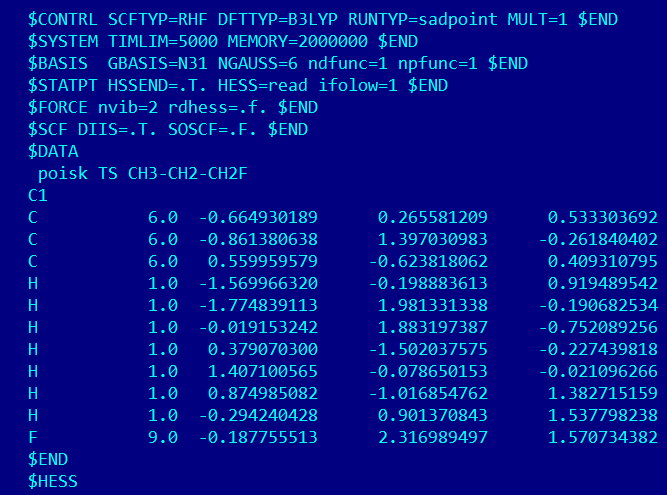 $CONTRL SCFTYP=RHF DFTTYP=B3LYP RUNTYP=sadpoint MULT=1 $END
$SYSTEM TIMLIM=5000 MEMORY=2000000 $END
$BASIS  GBASIS=N31 NGAUSS=6 ndfunc=1 npfunc=1 $END
$STATPT HSSEND=.T. HESS=read ifolow=1 $END
$FORCE nvib=2 rdhess=.f. $END
$SCF DIIS=.T. SOSCF=.F. $END
$DATA
poisk TS CH3-CH2-CH2F
C1
C 6.0 -0.664930189 0.265581209 0.533303692
C 6.0 -0.861380638 1.397030983 -0.261840402
C 6.0 0.559959579 -0.623818062 0.409310795
H 1.0 -1.569966320 -0.198883613 0.919489542
H 1.0 -1.774839113 1.981331338 -0.190682534
H 1.0 -0.019153242 1.883197387 -0.752089256
H 1.0 0.379070300 -1.502037575 -0.227439818
H 1.0 1.407100565 -0.078650153 -0.021096266
H 1.0 0.874985082 -1.016854762 1.382715159
H 1.0 -0.294240428 0.901370843 1.537798238
F 9.0 -0.187755513 2.316989497 1.570734382
$END
$HESS